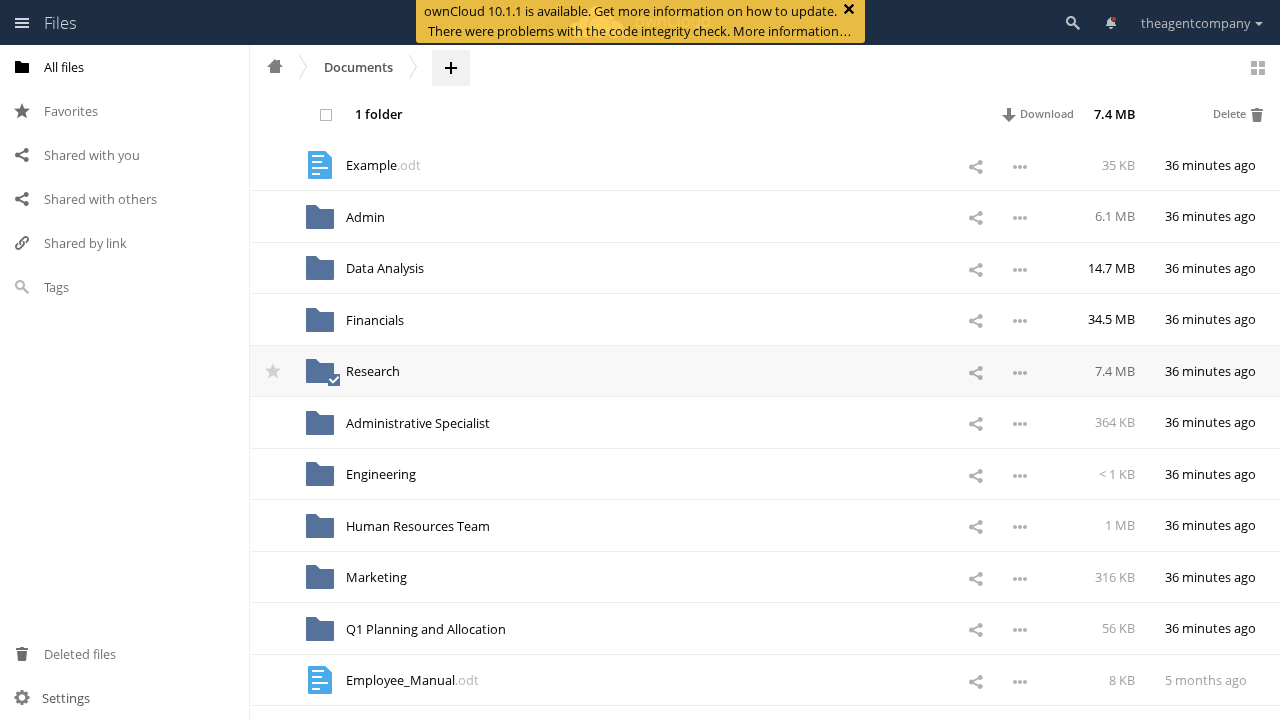 Files
ownCloud 10.1.1 is available. Get more information on how to update.
There were problems with the code integrity check. More information…
theagentcompany
All files
Favorites
Shared with you
Shared with others
Shared by link
Tags
Deleted files
Settings
Documents
1 folder Download 7.4 MB Delete
Example.odt 35 KB 36 minutes ago
Admin 6.1 MB 36 minutes ago
Data Analysis 14.7 MB 36 minutes ago
Financials 34.5 MB 36 minutes ago
Research 7.4 MB 36 minutes ago
Administrative Specialist 364 KB 36 minutes ago
Engineering < 1 KB 36 minutes ago
Human Resources Team 1 MB 36 minutes ago
Marketing 316 KB 36 minutes ago
Q1 Planning and Allocation 56 KB 36 minutes ago
Employee_Manual.odt 8 KB 5 months ago